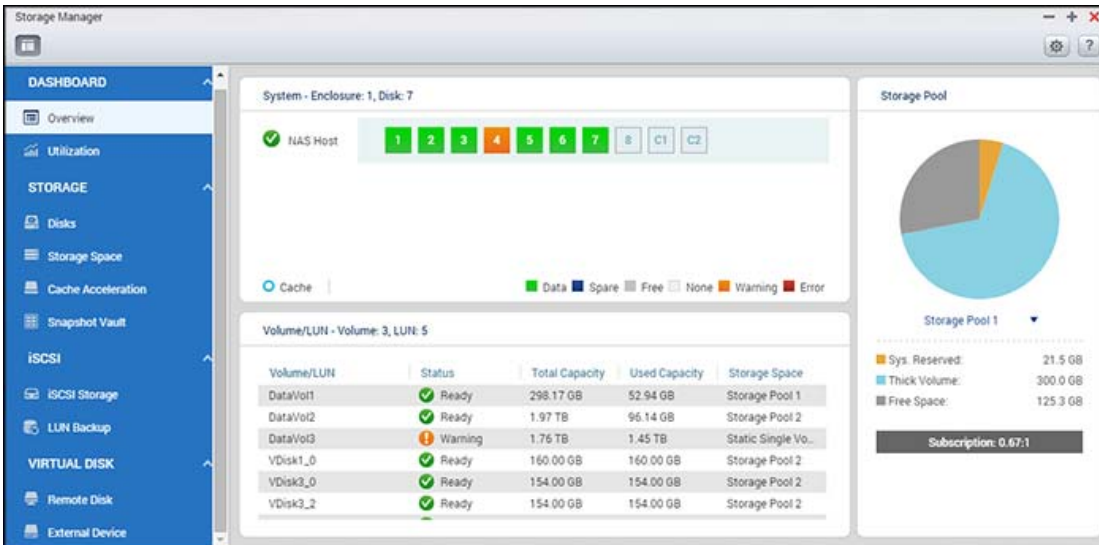 Storage Manager
DASHBOARD
Overview
Utilization
STORAGE
Disks
Storage Space
Cache Acceleration
Snapshot Vault
iSCSI
iSCSI Storage
LUN Backup
VIRTUAL DISK
Remote Disk
External Device
System - Enclosure: 1, Disk: 7
NAS Host 1 2 3 4 5 6 7 8 C1 C2
Cache Data Spare Free None Warning Error
Volume/LUN - Volume: 3, LUN: 5
Volume/LUN Status Total Capacity Used Capacity Storage Space
DataVol1 Ready 298.17 GB 52.94 GB Storage Pool 1
DataVol2 Ready 1.97 TB 96.14 GB Storage Pool 2
DataVol3 Warning 1.76 TB 1.45 TB Static Single Vo...
VDisk1_0 Ready 160.00 GB 160.00 GB Storage Pool 2
VDisk3_0 Ready 154.00 GB 154.00 GB Storage Pool 2
VDisk3_2 Ready 154.00 GB 154.00 GB Storage Pool 2
Storage Pool
Storage Pool 1
Sys. Reserved: 21.5 GB
Thick Volume: 300.0 GB
Free Space: 125.3 GB
Subscription: 0.67:1